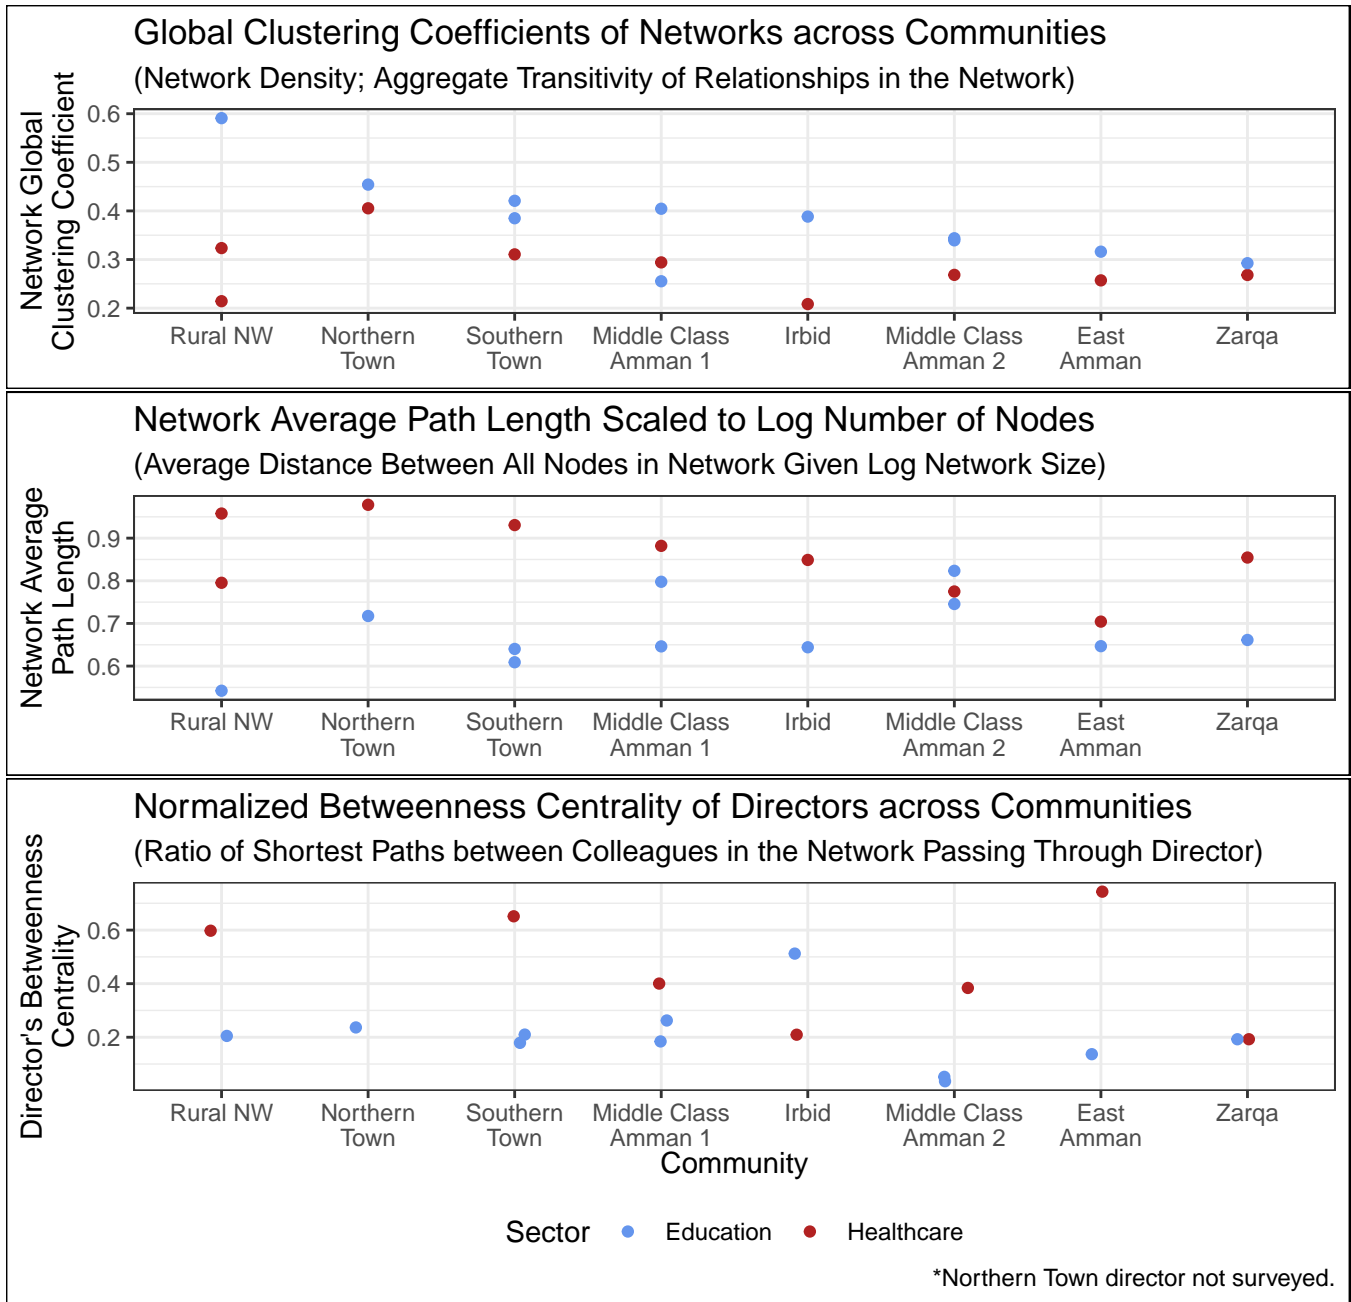 Global Clustering Coefficients of Networks across Communities
(Network Density; Aggregate Transitivity of Relationships in the Network)
Network Global
Clustering Coefficient
0.6
0.5
0.4
0.3
0.2
Rural NW
Northern
Town
Southern
Town
Middle Class
Amman 1
Irbid
Middle Class
Amman 2
East
Amman
Zarqa
Network Average Path Length Scaled to Log Number of Nodes
(Average Distance Between All Nodes in Network Given Log Network Size)
Network Average
Path Length
0.9
0.8
0.7
0.6
Rural NW
Northern
Town
Southern
Town
Middle Class
Amman 1
Irbid
Middle Class
Amman 2
East
Amman
Zarqa
Normalized Betweenness Centrality of Directors across Communities
(Ratio of Shortest Paths between Colleagues in the Network Passing Through Director)
Director's Betweenness
Centrality
0.6
0.4
0.2
Rural NW
Northern
Town
Southern
Town
Middle Class
Amman 1
Irbid
Middle Class
Amman 2
East
Amman
Zarqa
Community
Sector
Education
Healthcare
*Northern Town director not surveyed.